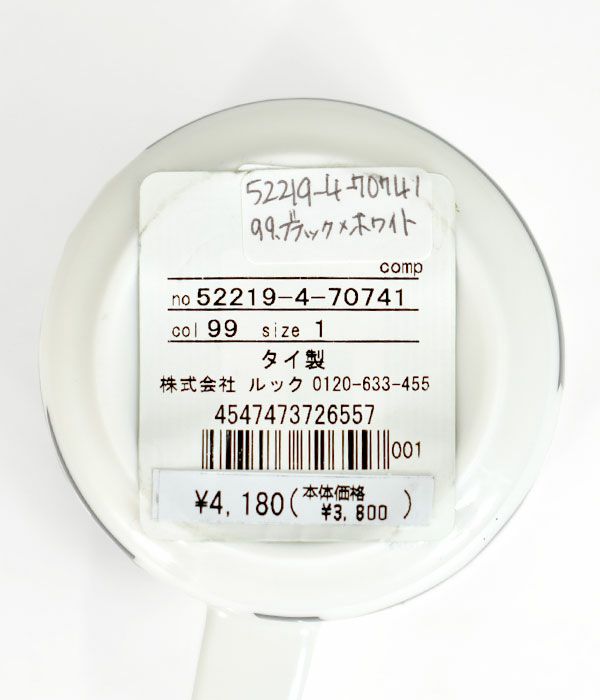 52219-4-70741
99.ブラック×ホワイト
comp
no 52219-4-70741
col 99 size 1
タイ製
株式会社 ルック 0120-633-455
4547473726557
001
¥4,180(本体価格 ¥3,800)